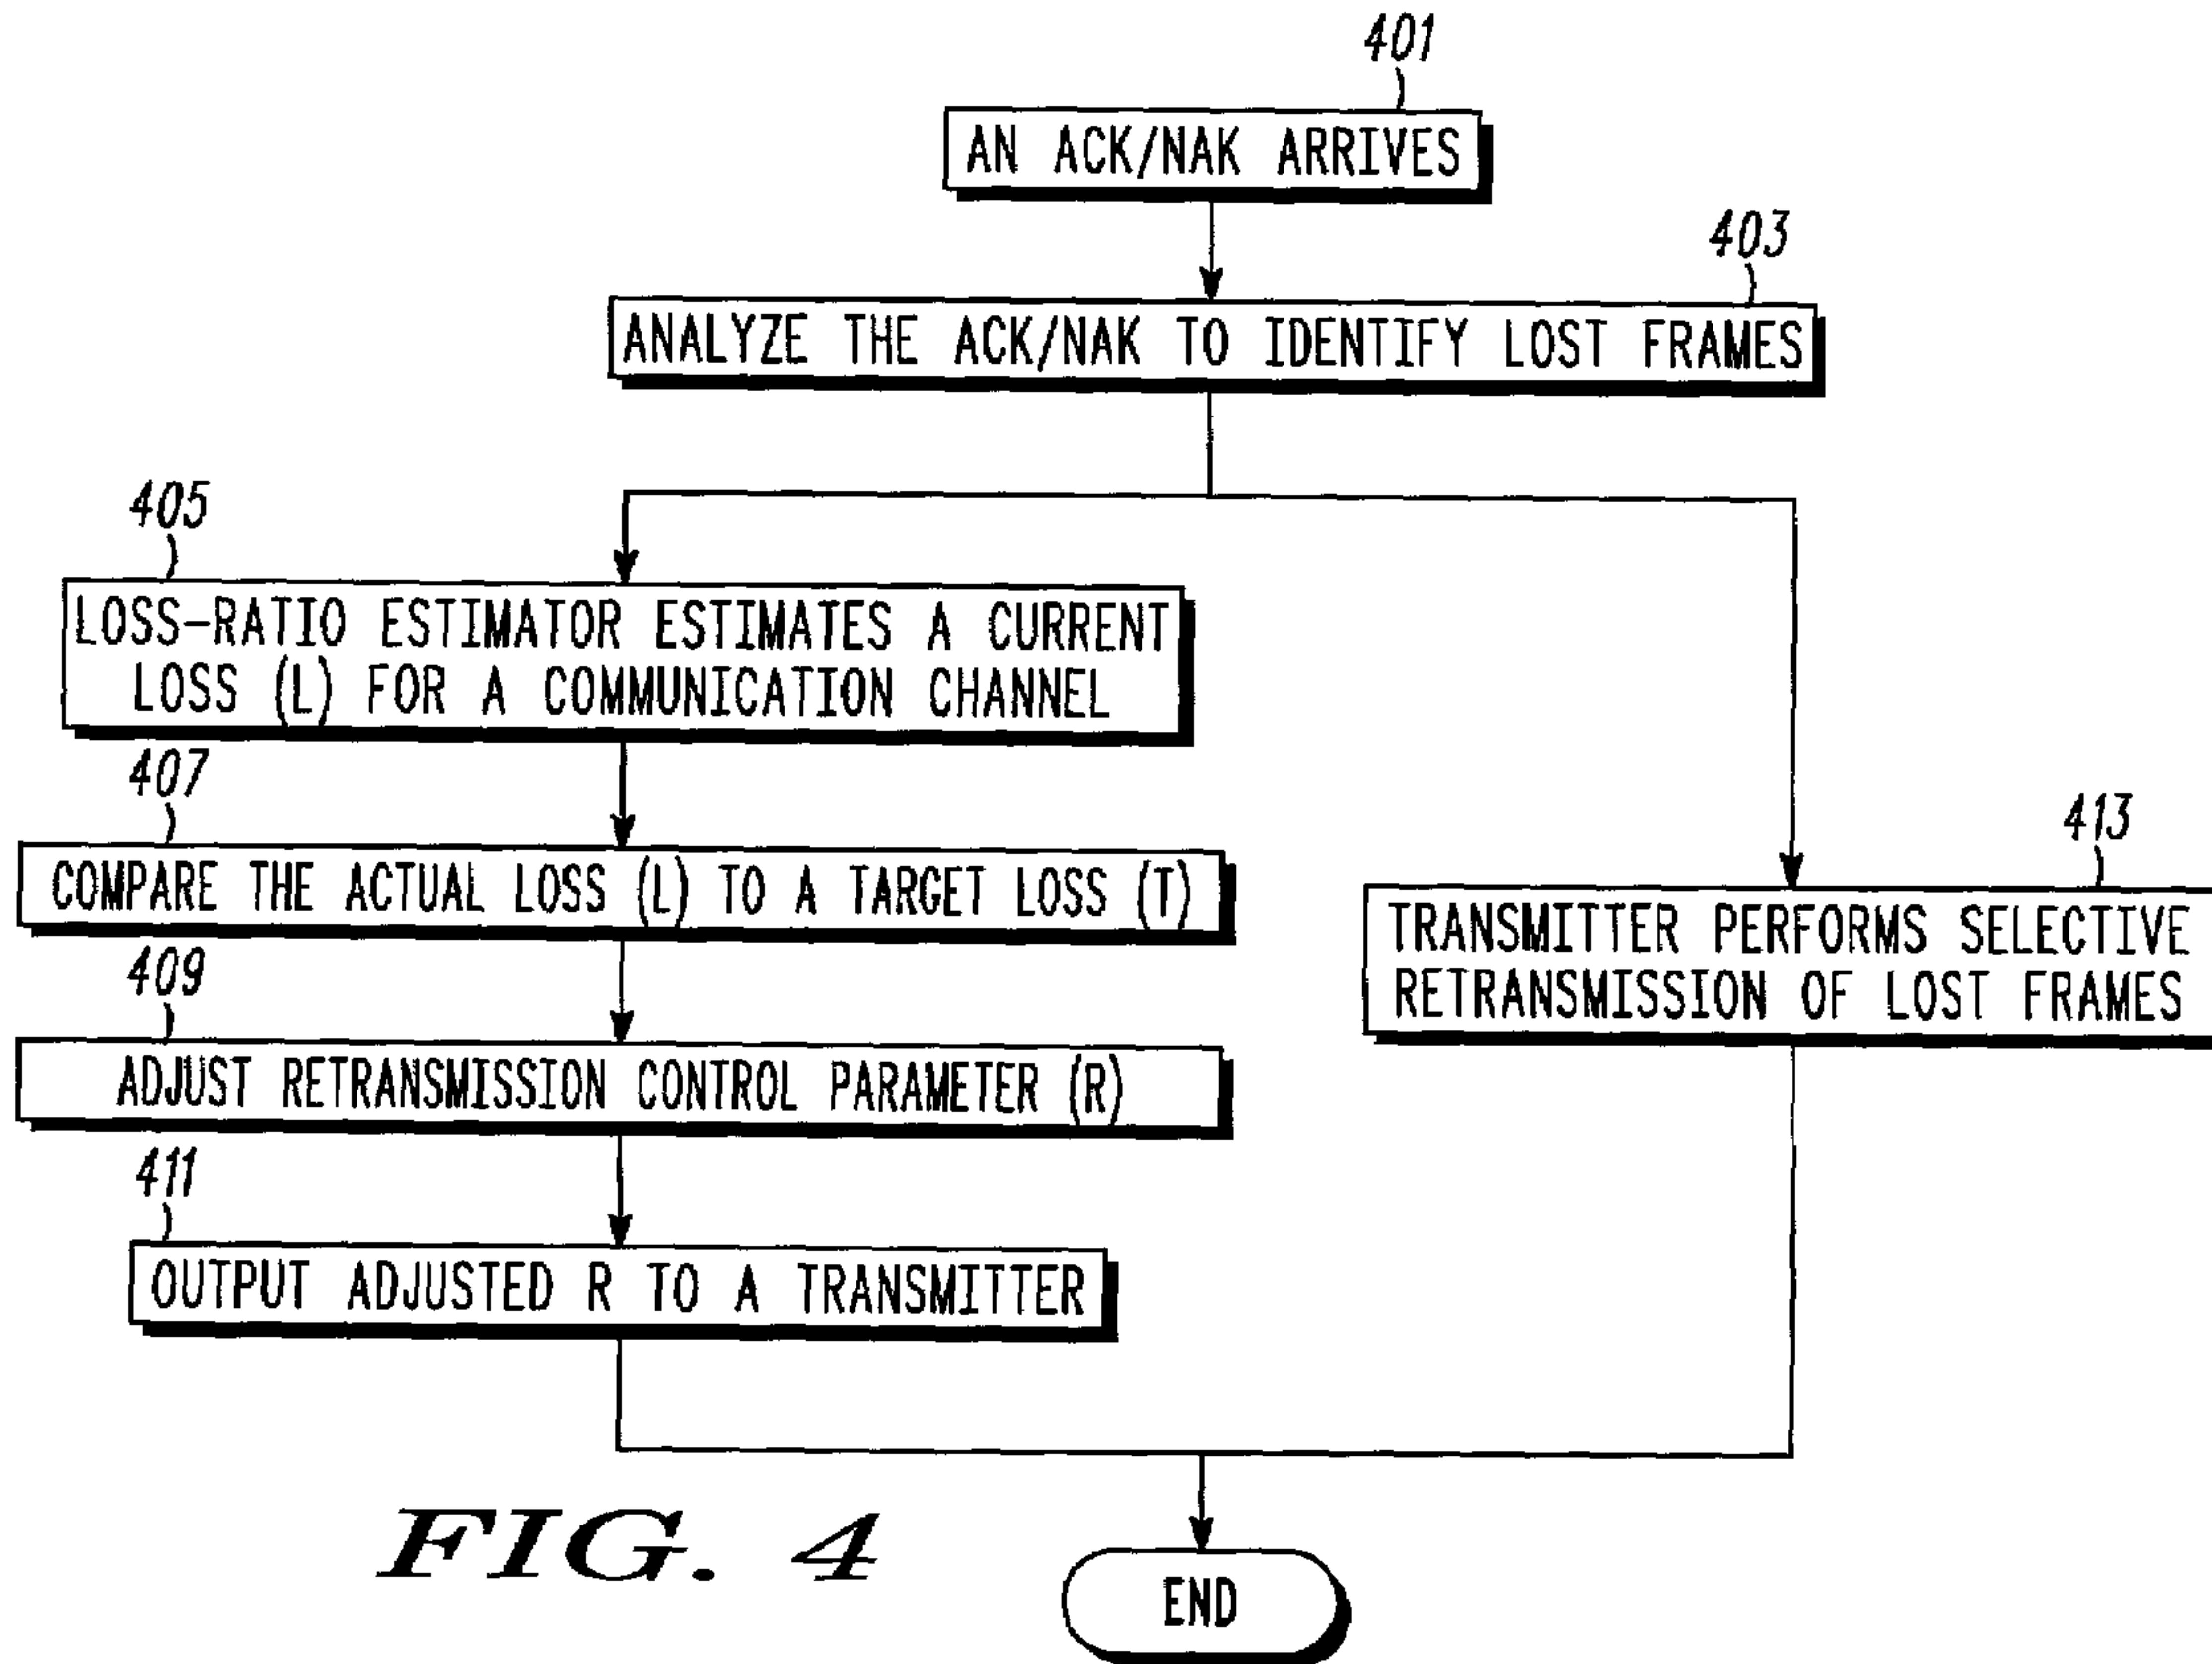 401
AN ACK/NAK ARRIVES
403
ANALYZE THE ACK/NAK TO IDENTIFY LOST FRAMES
405
LOSS-RATIO ESTIMATOR ESTIMATES A CURRENT
LOSS (L) FOR A COMMUNICATION CHANNEL
407
COMPARE THE ACTUAL LOSS (L) TO A TARGET LOSS (T)
409
ADJUST RETRANSMISSION CONTROL PARAMETER (R)
411
OUTPUT ADJUSTED R TO A TRANSMITTER
413
TRANSMITTER PERFORMS SELECTIVE
RETRANSMISSION OF LOST FRAMES
END
FIG. 4